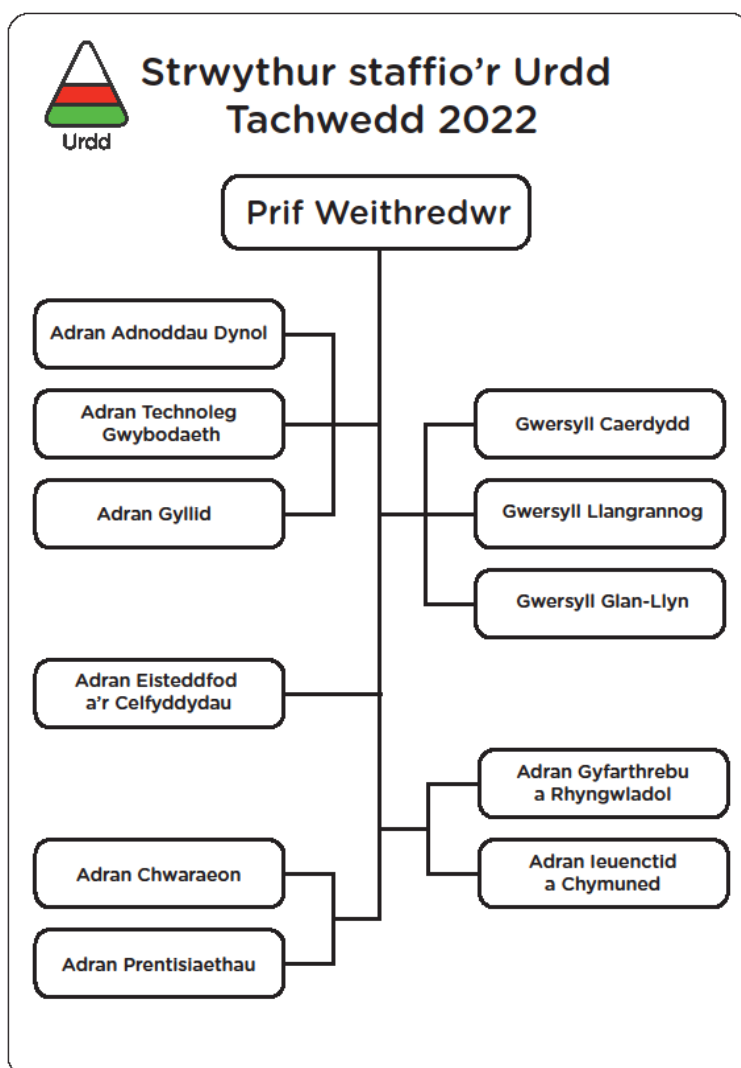 Strwythur staffio'r Urdd
Tachwedd 2022
Urdd
Prif Weithredwr
Adran Adnoddau Dynol
Adran Technoleg
Gwybodaeth
Adran Gyllid
Gwersyll Caerdydd
Gwersyll Llangrannog
Gwersyll Glan-Llyn
Adran Eisteddfod
a'r Celfyddydau
Adran Gyfarthrebu
a Rhyngwladol
Adran Ieuenctid
a Chymuned
Adran Chwaraeon
Adran Prentisiaethau